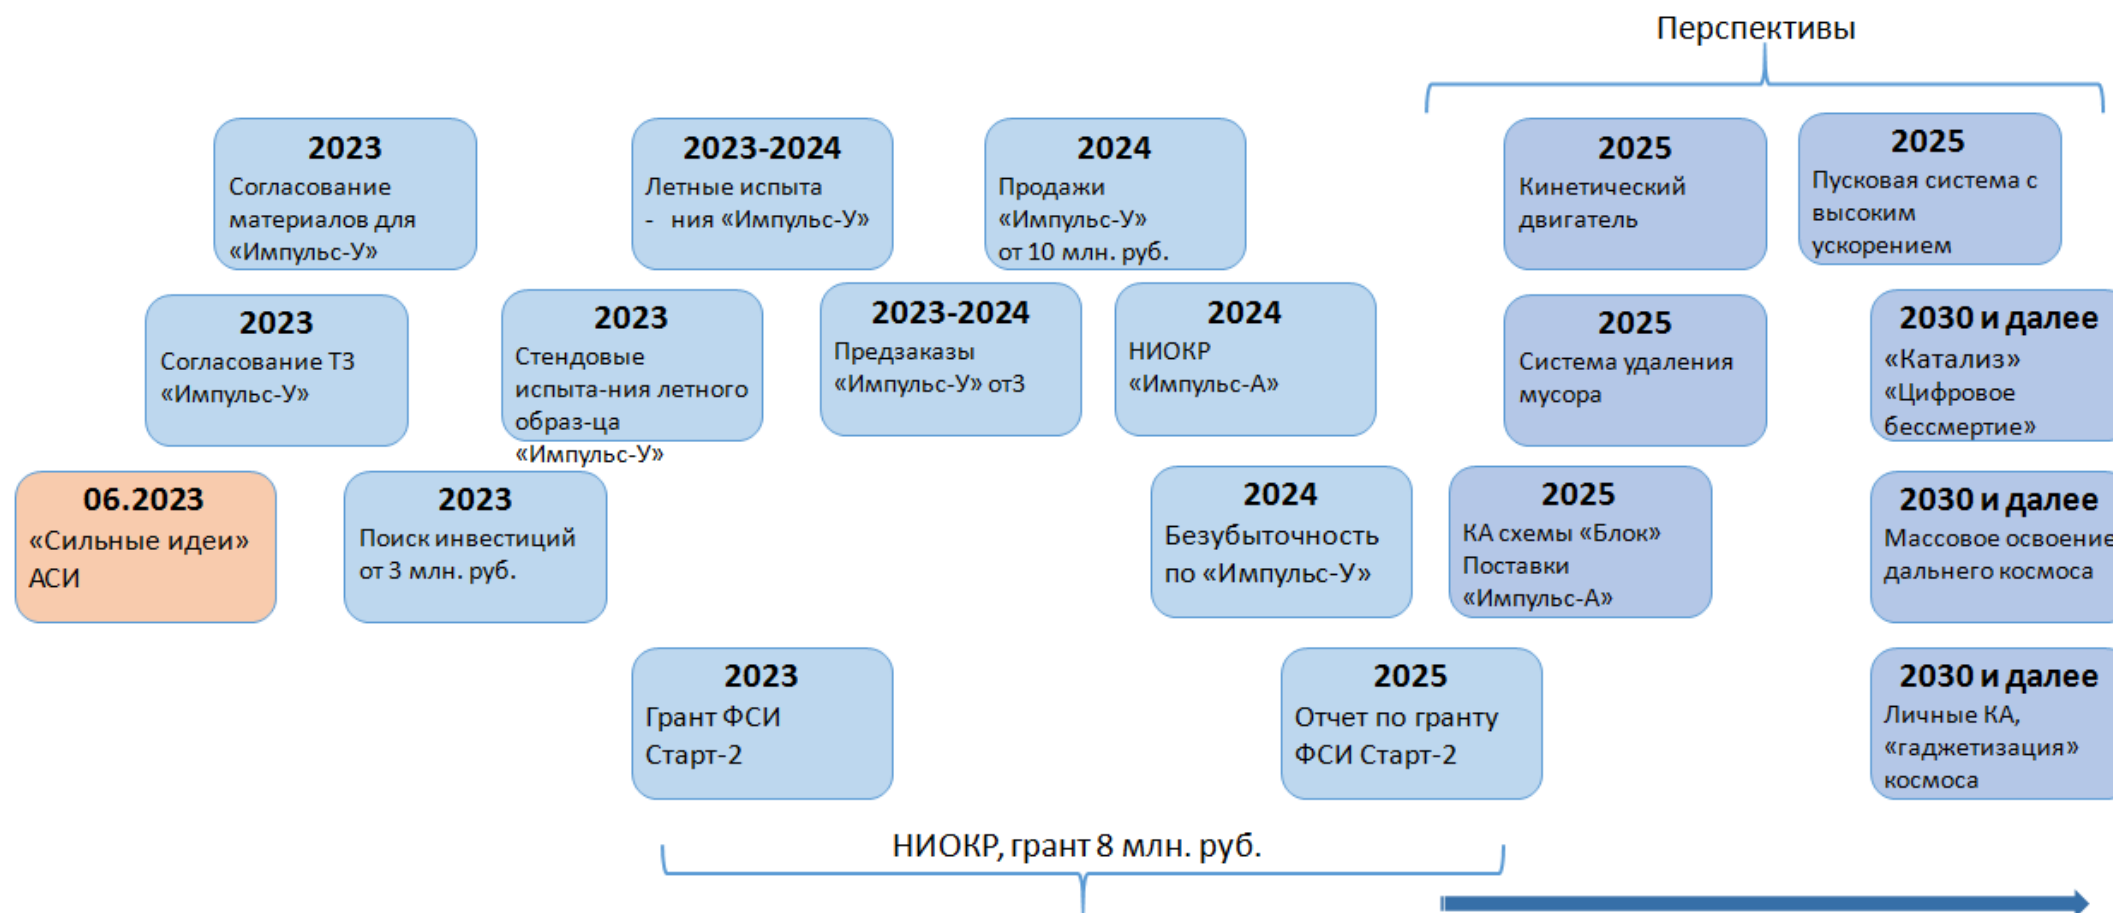 Перспективы
2023
Согласование
материалов для
«Импульс-У»
2023-2024
Летные испыта
- ния «Импульс-У»
2024
Продажи
«Импульс-У»
от 10 млн. руб.
2025
Кинетический
двигатель
2025
Пусковая система с
высоким
ускорением
2023
Согласование ТЗ
«Импульс-У»
2023
Стендовые
испыта-ния летного
образ-ца
«Импульс-У»
2023-2024
Предзаказы
«Импульс-У» от3
2024
НИОКР
«Импульс-А»
2025
Система удаления
мусора
2030 и далее
«Катализ»
«Цифровое
бессмертие»
06.2023
«Сильные идеи»
АСИ
2023
Поиск инвестиций
от 3 млн. руб.
2024
Безубыточность
по «Импульс-У»
2025
КА схемы «Блок»
Поставки
«Импульс-А»
2030 и далее
Массовое освоение
дальнего космоса
2023
Грант ФСИ
Старт-2
2025
Отчет по гранту
ФСИ Старт-2
2030 и далее
Личные КА,
«гаджетизация»
космоса
НИОКР, грант 8 млн. руб.